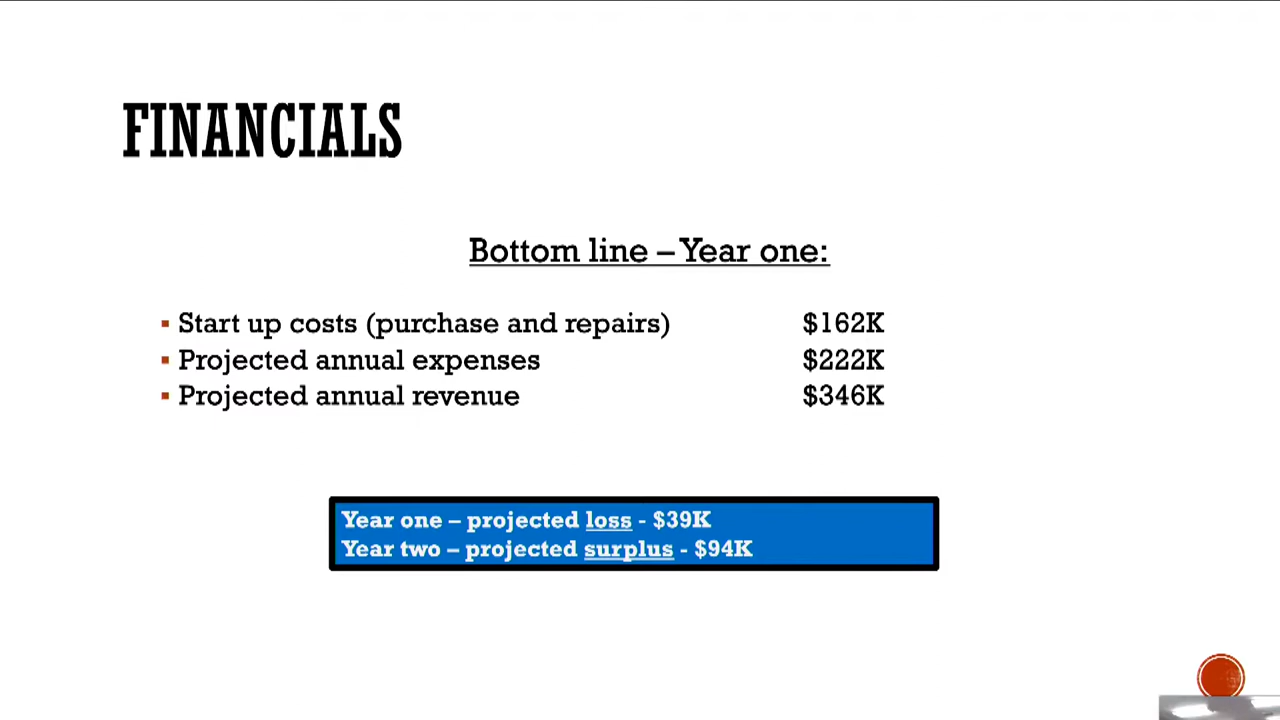 FINANCIALS
Bottom line – Year one:
▪ Start up costs (purchase and repairs) $162K
▪ Projected annual expenses $222K
▪ Projected annual revenue $346K
Year one – projected loss - $39K
Year two – projected surplus - $94K